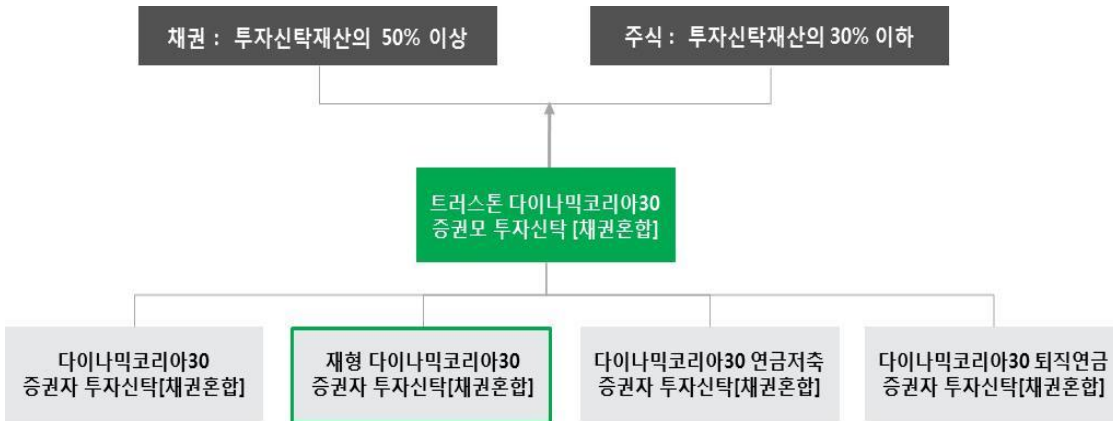 채권 : 투자신탁재산의 50% 이상
주식 : 투자신탁재산의 30% 이하
트러스톤 다이나믹코리아30
증권모 투자신탁 [채권혼합]
다이나믹코리아30
증권자 투자신탁[채권혼합]
재형 다이나믹코리아30
증권자 투자신탁[채권혼합]
다이나믹코리아30 연금저축
증권자 투자신탁[채권혼합]
다이나믹코리아30 퇴직연금
증권자 투자신탁[채권혼합]